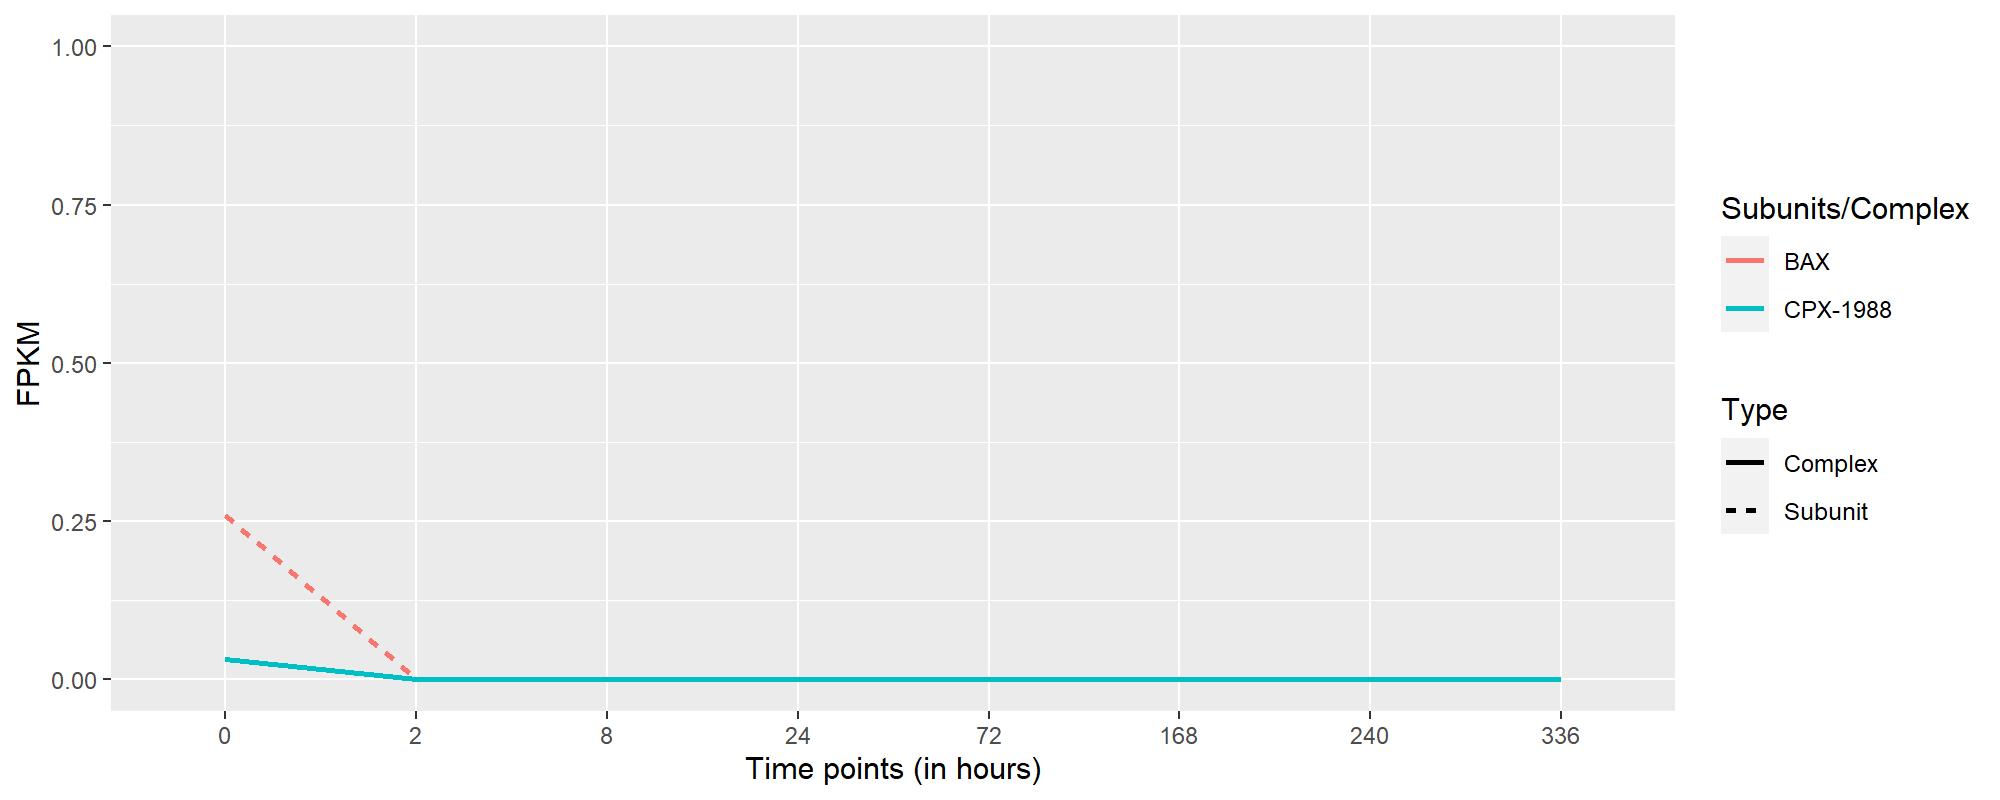 1.00
0.75
0.50
0.25
0.00
FPKM
0 2 8 24 72 168 240 336
Time points (in hours)
Subunits/Complex
BAX
CPX-1988
Type
Complex
Subunit